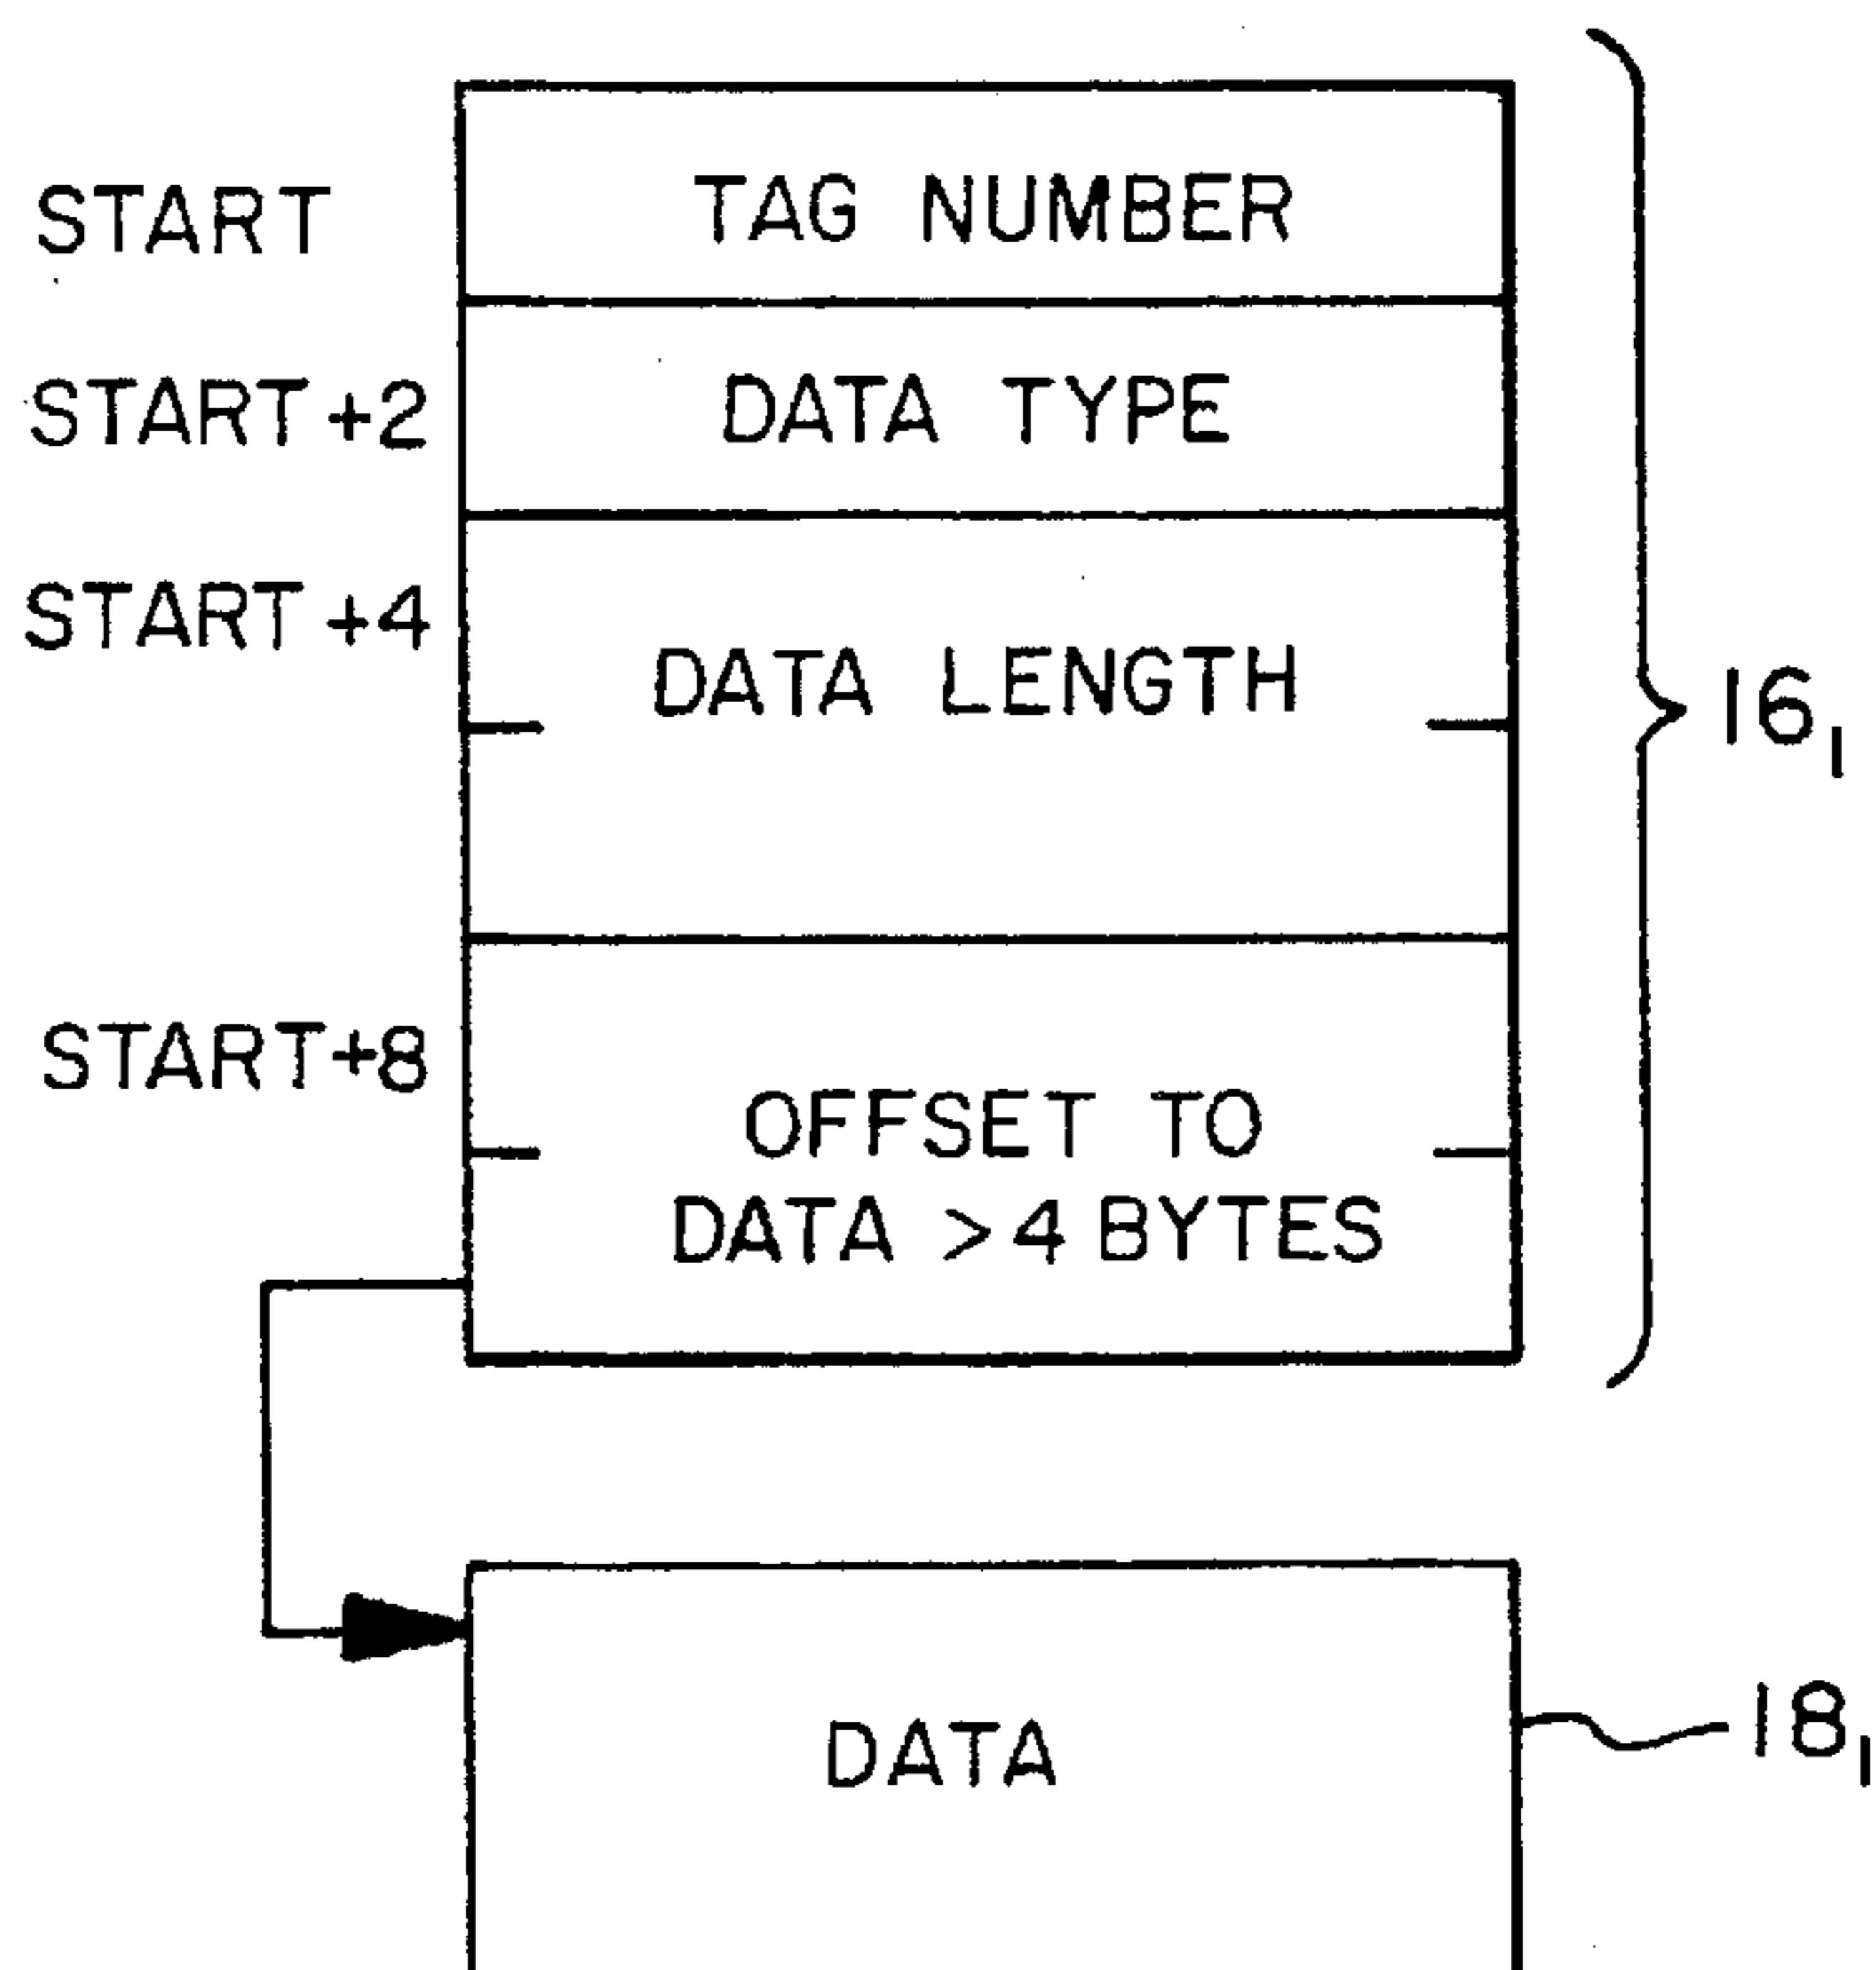 START
TAG NUMBER
START+2
DATA TYPE
START+4
DATA LENGTH
16₁
START+8
OFFSET TO
DATA >4 BYTES
DATA
18₁